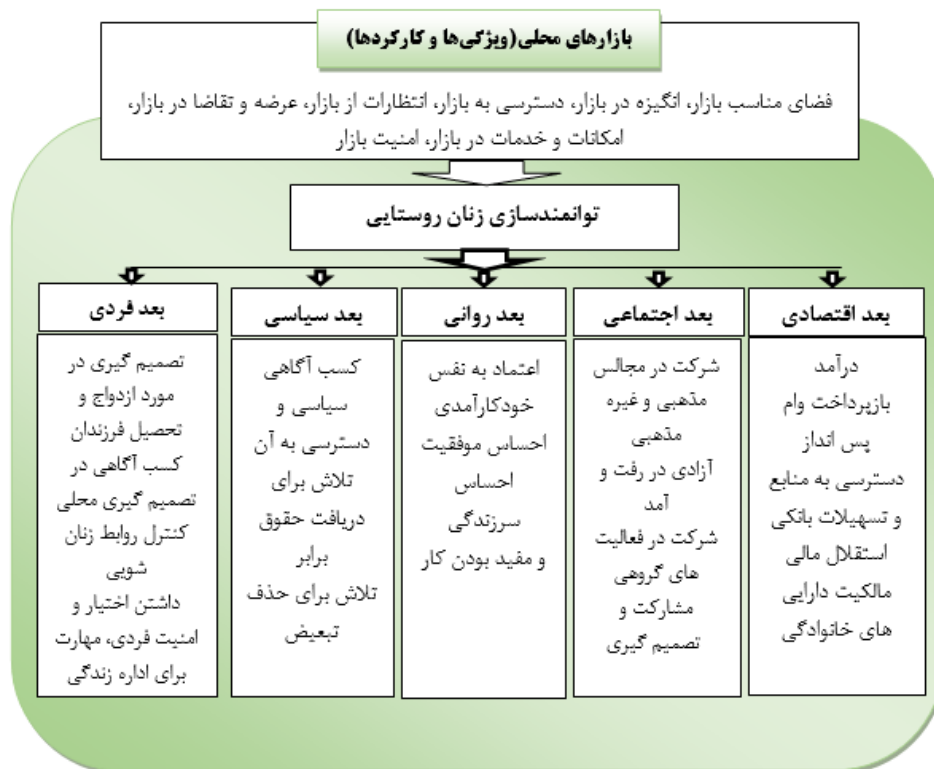 بازارهای محلی(ویژگی‌ها و کارکردها)
فضای مناسب بازار، انگیزه در بازار، دسترسی به بازار، انتظارات از بازار، عرضه و تقاضا در بازار،
امکانات و خدمات در بازار، امنیت بازار
توانمندسازی زنان روستایی
بعد اقتصادی
درآمد
بازپرداخت وام
پس انداز
دسترسی به منابع
و تسهیلات بانکی
استقلال مالی
مالکیت دارایی
های خانوادگی
بعد اجتماعی
شرکت در مجالس
مذهبی و غیره
مذهبی
آزادی در رفت و
آمد
شرکت در فعالیت
های گروهی
مشارکت و
تصمیم گیری
بعد روانی
اعتماد به نفس
خودکارآمدی
احساس موفقیت
احساس
سرزندگی
و مفید بودن کار
بعد سیاسی
کسب آگاهی
سیاسی و
دسترسی به آن
تلاش برای
دریافت حقوق
برابر
تلاش برای حذف
تبعیض
بعد فردی
تصمیم گیری در
مورد ازدواج و
تحصیل فرزندان
کسب آگاهی در
تصمیم گیری محلی
کنترل روابط زنان
شویی
داشتن اختیار و
امنیت فردی، مهارت
برای اداره زندگی